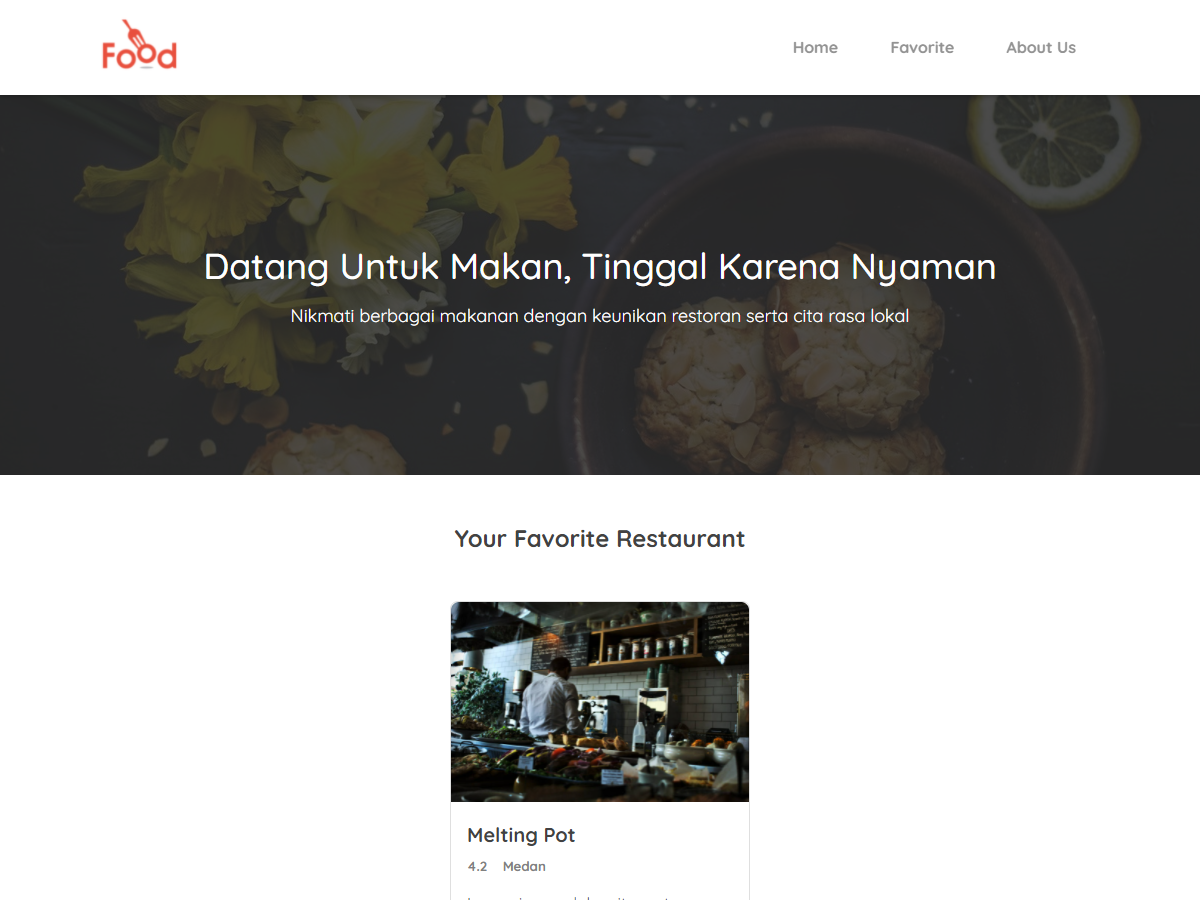 Food
Home
Favorite
About Us
Datang Untuk Makan, Tinggal Karena Nyaman
Nikmati berbagai makanan dengan keunikan restoran serta cita rasa lokal
Your Favorite Restaurant
Melting Pot
4.2 Medan